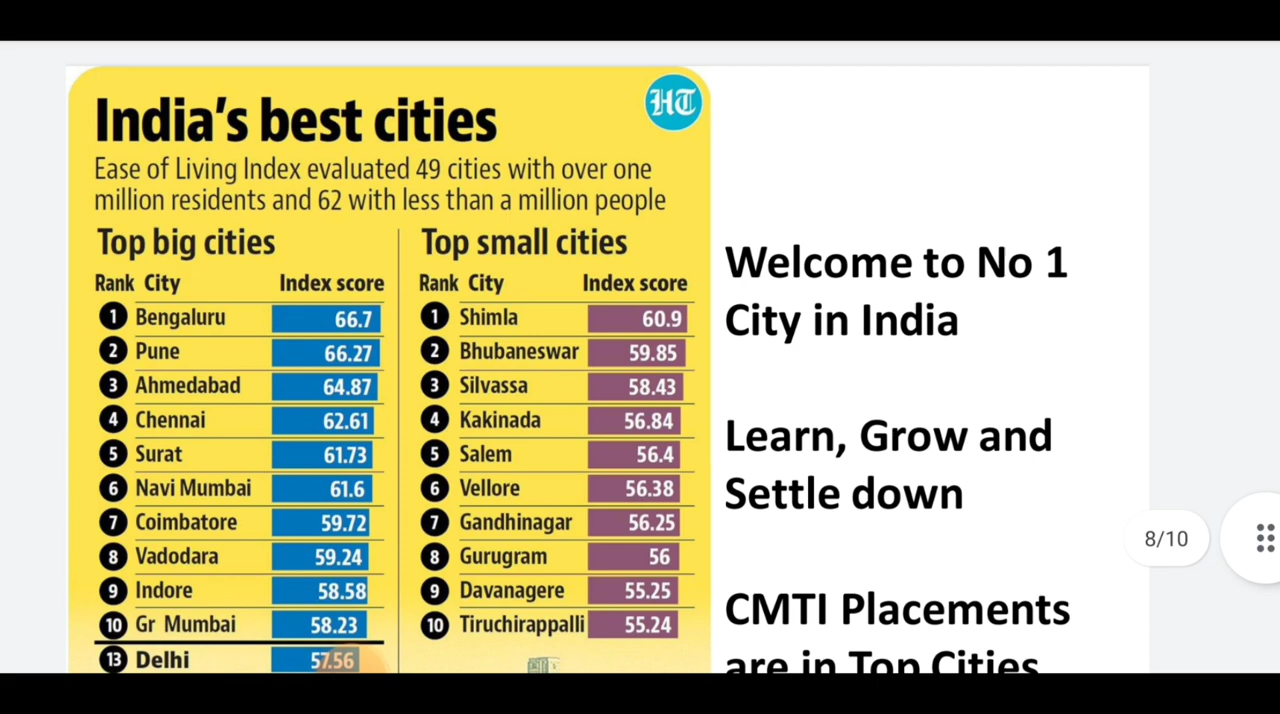 HT
India's best cities
Ease of Living Index evaluated 49 cities with over one
million residents and 62 with less than a million people
Top big cities
Rank City Index score
1 Bengaluru 66.7
2 Pune 66.27
3 Ahmedabad 64.87
4 Chennai 62.61
5 Surat 61.73
6 Navi Mumbai 61.6
7 Coimbatore 59.72
8 Vadodara 59.24
9 Indore 58.58
10 Gr Mumbai 58.23
13 Delhi 57.56
Top small cities
Rank City Index score
1 Shimla 60.9
2 Bhubaneswar 59.85
3 Silvassa 58.43
4 Kakinada 56.84
5 Salem 56.4
6 Vellore 56.38
7 Gandhinagar 56.25
8 Gurugram 56
9 Davanagere 55.25
10 Tiruchirappalli 55.24
Welcome to No 1
City in India
Learn, Grow and
Settle down
CMTI Placements
are in Top Cities
8/10